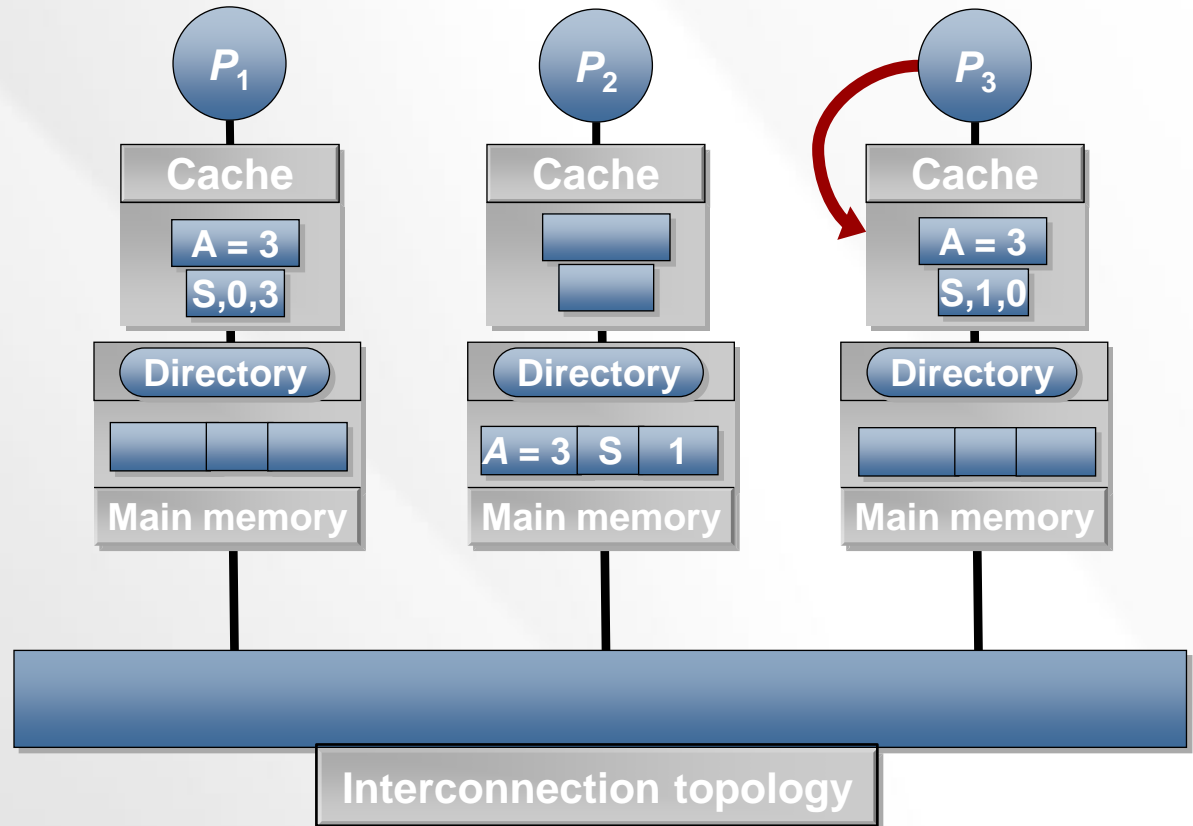 P1 P2 P3
Cache Cache Cache
A = 3 A = 3
S,0,3 S,1,0
Directory Directory Directory
A = 3 S 1
Main memory Main memory Main memory
Interconnection topology